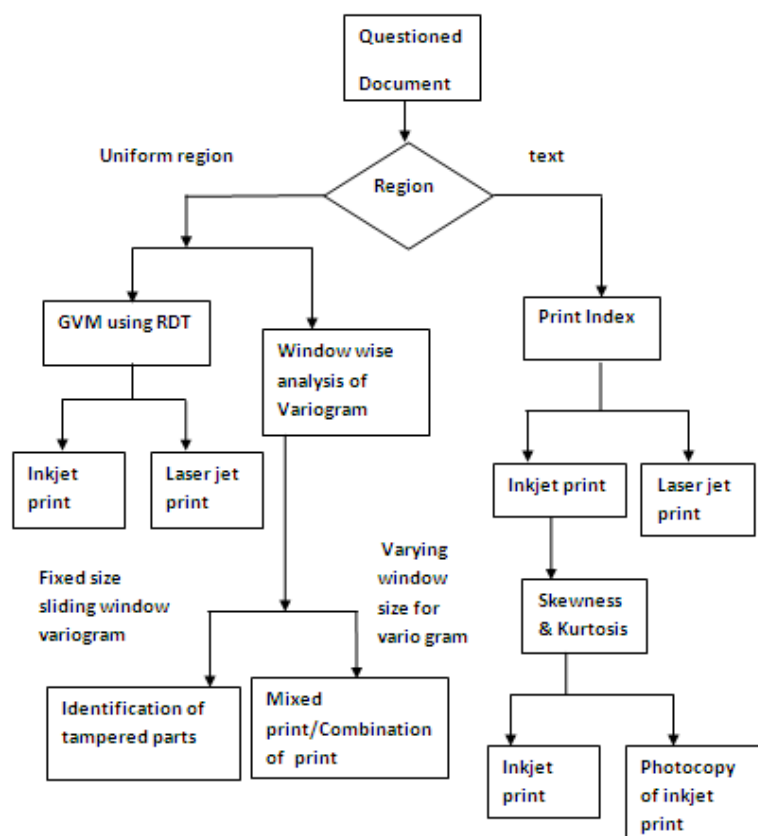 Questioned
Document
Uniform region
text
Region
GVM using RDT
Print Index
Window wise
analysis of
Variogram
Inkjet
print
Laser jet
print
Inkjet print
Laser jet
print
Fixed size
sliding window
variogram
Varying
window
size for
vario gram
Skewness
& Kurtosis
Identification of
tampered parts
Mixed
print/Combination
of print
Inkjet
print
Photocopy
of inkjet
print